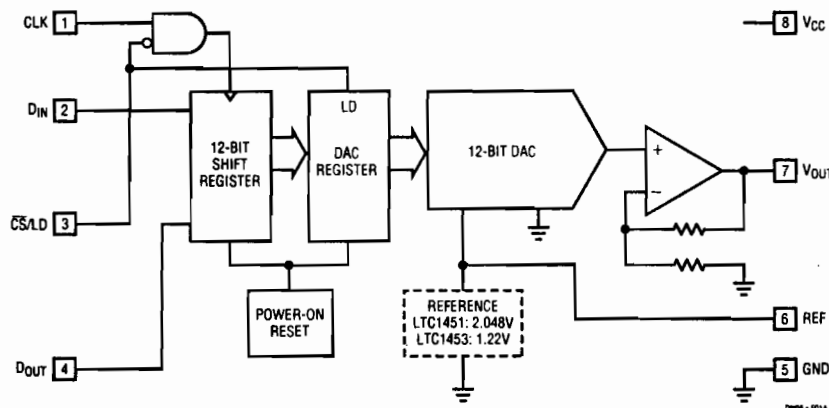 CLK 1
8 VCC
LD
DIN 2
12-BIT
SHIFT
REGISTER
DAC
REGISTER
12-BIT DAC
+
−
7 VOUT
CS/LD 3
POWER-ON
RESET
REFERENCE
LTC1451: 2.048V
LTC1453: 1.22V
6 REF
DOUT 4
5 GND